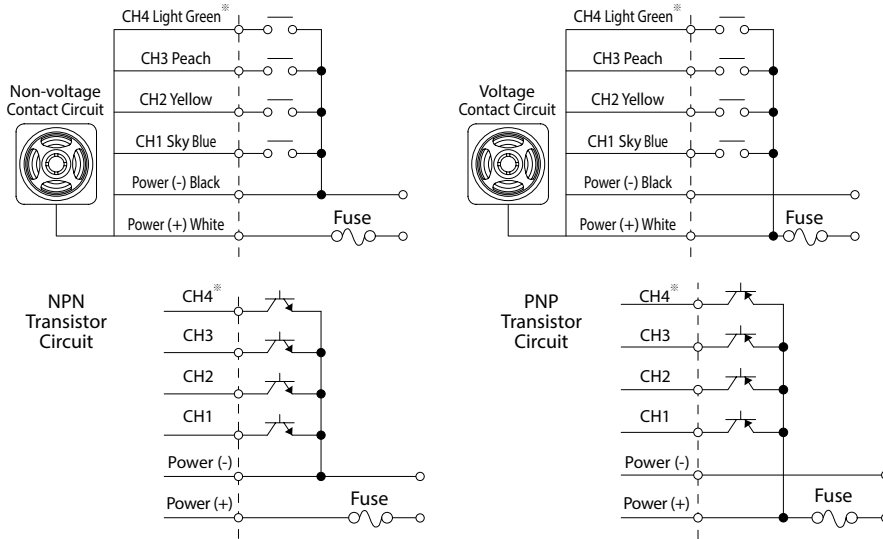 CH4 Light Green※
CH3 Peach
Non-voltage
Contact Circuit
CH2 Yellow
CH1 Sky Blue
Power (-) Black
Power (+) White
Fuse
CH4 Light Green※
CH3 Peach
Voltage
Contact Circuit
CH2 Yellow
CH1 Sky Blue
Power (-) Black
Power (+) White
Fuse
NPN
Transistor
Circuit
CH4※
CH3
CH2
CH1
Power (-)
Power (+)
Fuse
PNP
Transistor
Circuit
CH4※
CH3
CH2
CH1
Power (-)
Power (+)
Fuse